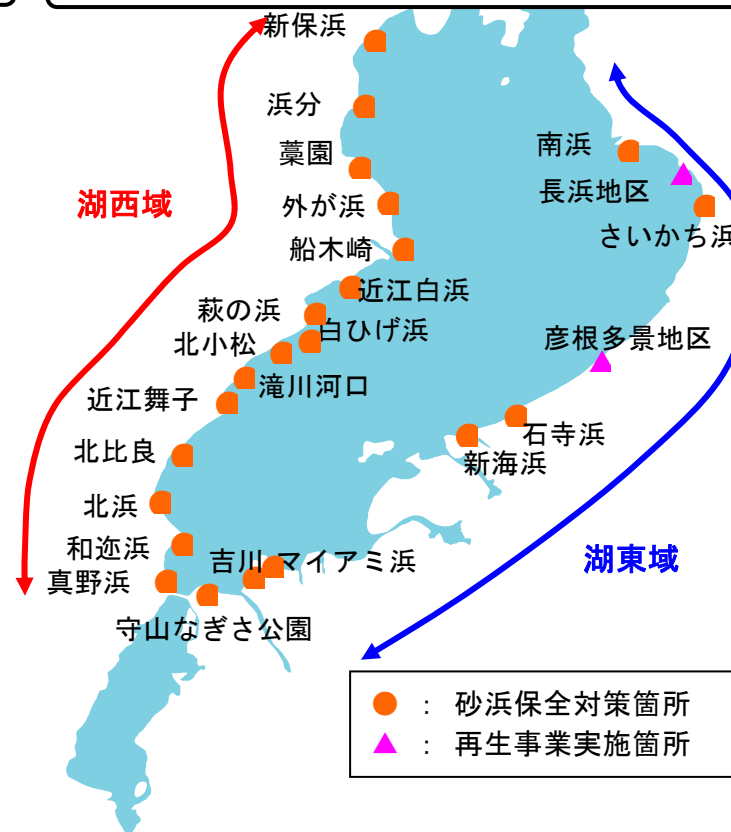 新保浜
浜分
藁園
外が浜
船木崎
近江白浜
萩の浜
白ひげ浜
北小松
滝川河口
近江舞子
北比良
北浜
和迩浜
真野浜
湖西域
南浜
長浜地区
さいかち浜
彦根多景地区
石寺浜
新海浜
吉川 マイアミ浜
守山なぎさ公園
湖東域
： 砂浜保全対策箇所
： 再生事業実施箇所